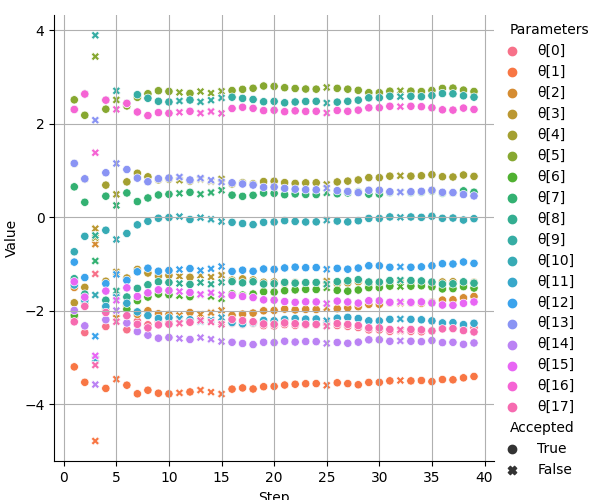 Parameters
θ[0]
θ[1]
θ[2]
θ[3]
θ[4]
θ[5]
θ[6]
θ[7]
θ[8]
θ[9]
θ[10]
θ[11]
θ[12]
θ[13]
θ[14]
θ[15]
θ[16]
θ[17]
Accepted
True
False
Value
4
2
0
−2
−4
0
5
10
15
20
25
30
35
40
Step